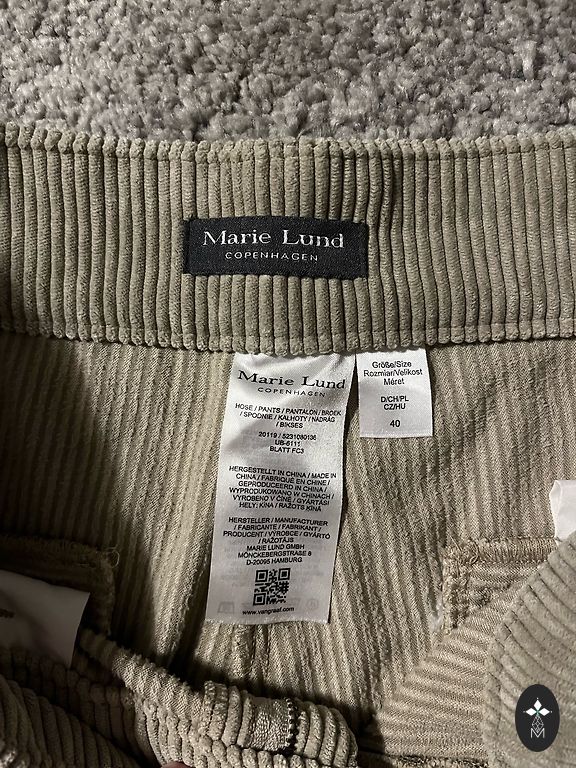 Marie Lund
COPENHAGEN
Marie Lund
COPENHAGEN
HOSE / PANTS / PANTALON / BROEK
/ SPODNIE / KALHOTY / NADRÁG
/ BIKSES
20119 / 5231080136
UB-6111
BLATT FC3
HERGESTELLT IN CHINA / MADE IN
CHINA / FABRIQUÉ EN CHINE /
GEPRODUCEERD IN CHINA /
WYPRODUKOWANO W CHINACH /
VYROBENO V ČÍNĚ / GYÁRTÁSI
HELY: KÍNA / RAŽOTS ĶĪNA
HERSTELLER / MANUFACTURER
/ FABRICANTE / FABRIKANT /
PRODUCENT / VÝROBCE / GYÁRTÓ
/ RAŽOTĀJS
MARIE LUND GMBH
MÖNCKEBERGSTRAßE 8
D-20095 HAMBURG
www.vangraaf.com
Größe/Size
Rozmiar/Velikost
Méret
D/CH/PL
CZ/HU
40
M